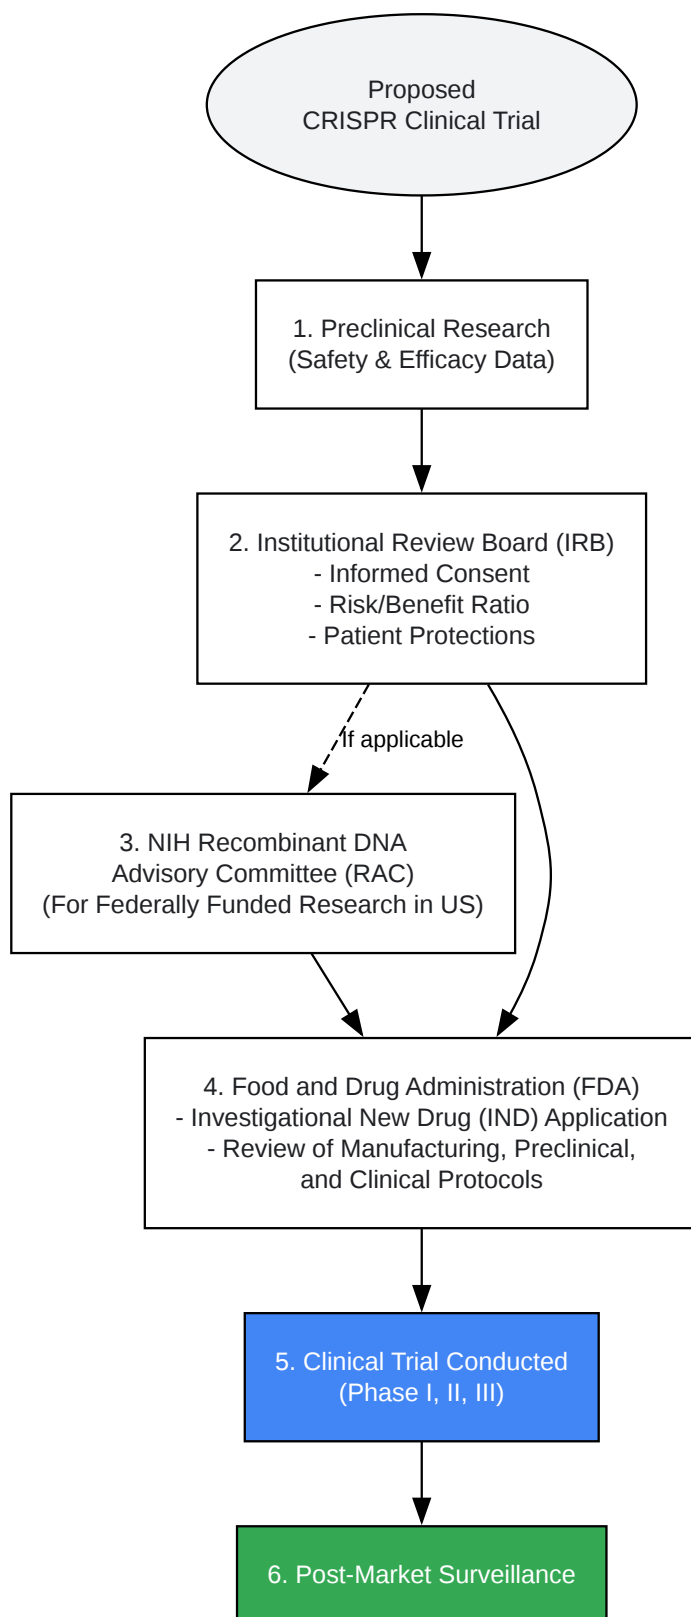 Proposed
CRISPR Clinical Trial
1. Preclinical Research
(Safety & Efficacy Data)
2. Institutional Review Board (IRB)
- Informed Consent
- Risk/Benefit Ratio
- Patient Protections
If applicable
3. NIH Recombinant DNA
Advisory Committee (RAC)
(For Federally Funded Research in US)
4. Food and Drug Administration (FDA)
- Investigational New Drug (IND) Application
- Review of Manufacturing, Preclinical,
and Clinical Protocols
5. Clinical Trial Conducted
(Phase I, II, III)
6. Post-Market Surveillance